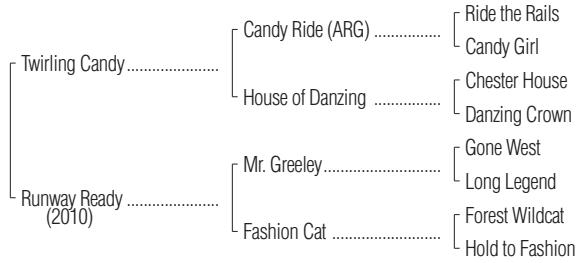 Ride the Rails
Candy Ride (ARG) ................
Candy Girl
Twirling Candy ......................
Chester House
House of Danzing ................
Danzing Crown
Gone West
Mr. Greeley............................
Long Legend
Runway Ready ......................
(2010)
Forest Wildcat
Fashion Cat ..........................
Hold to Fashion